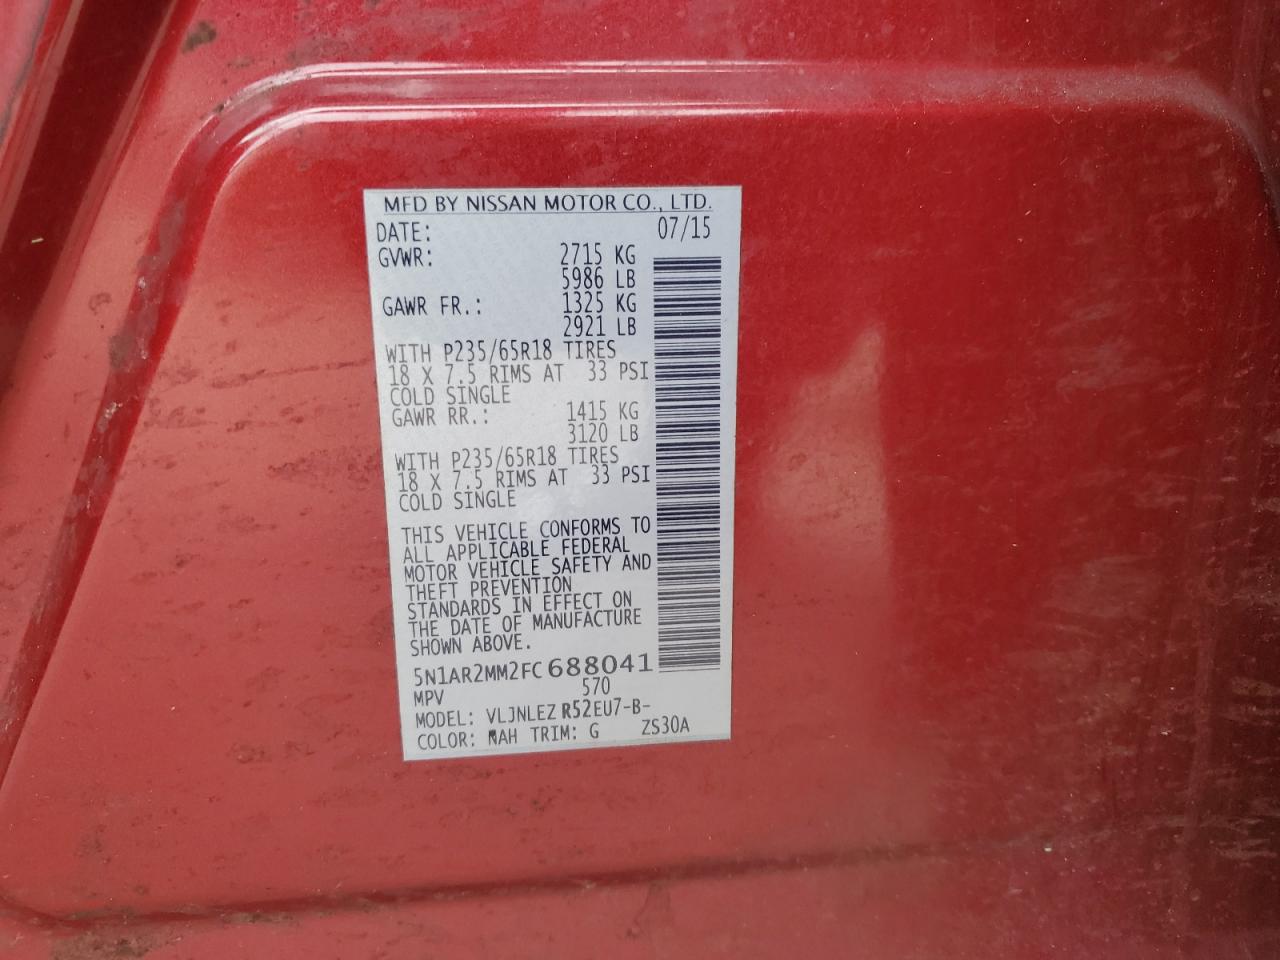 MFD BY NISSAN MOTOR CO., LTD.
DATE: 07/15
GVWR: 2715 KG
5986 LB
GAWR FR.: 1325 KG
2921 LB
WITH P235/65R18 TIRES
18 X 7.5 RIMS AT 33 PSI
COLD SINGLE
GAWR RR.: 1415 KG
3120 LB
WITH P235/65R18 TIRES
18 X 7.5 RIMS AT 33 PSI
COLD SINGLE
THIS VEHICLE CONFORMS TO
ALL APPLICABLE FEDERAL
MOTOR VEHICLE SAFETY AND
THEFT PREVENTION
STANDARDS IN EFFECT ON
THE DATE OF MANUFACTURE
SHOWN ABOVE.
5N1AR2MM2FC688041
MPV 570
MODEL: VLJNLEZ R52EU7-B-
COLOR: NAH TRIM: G ZS30A